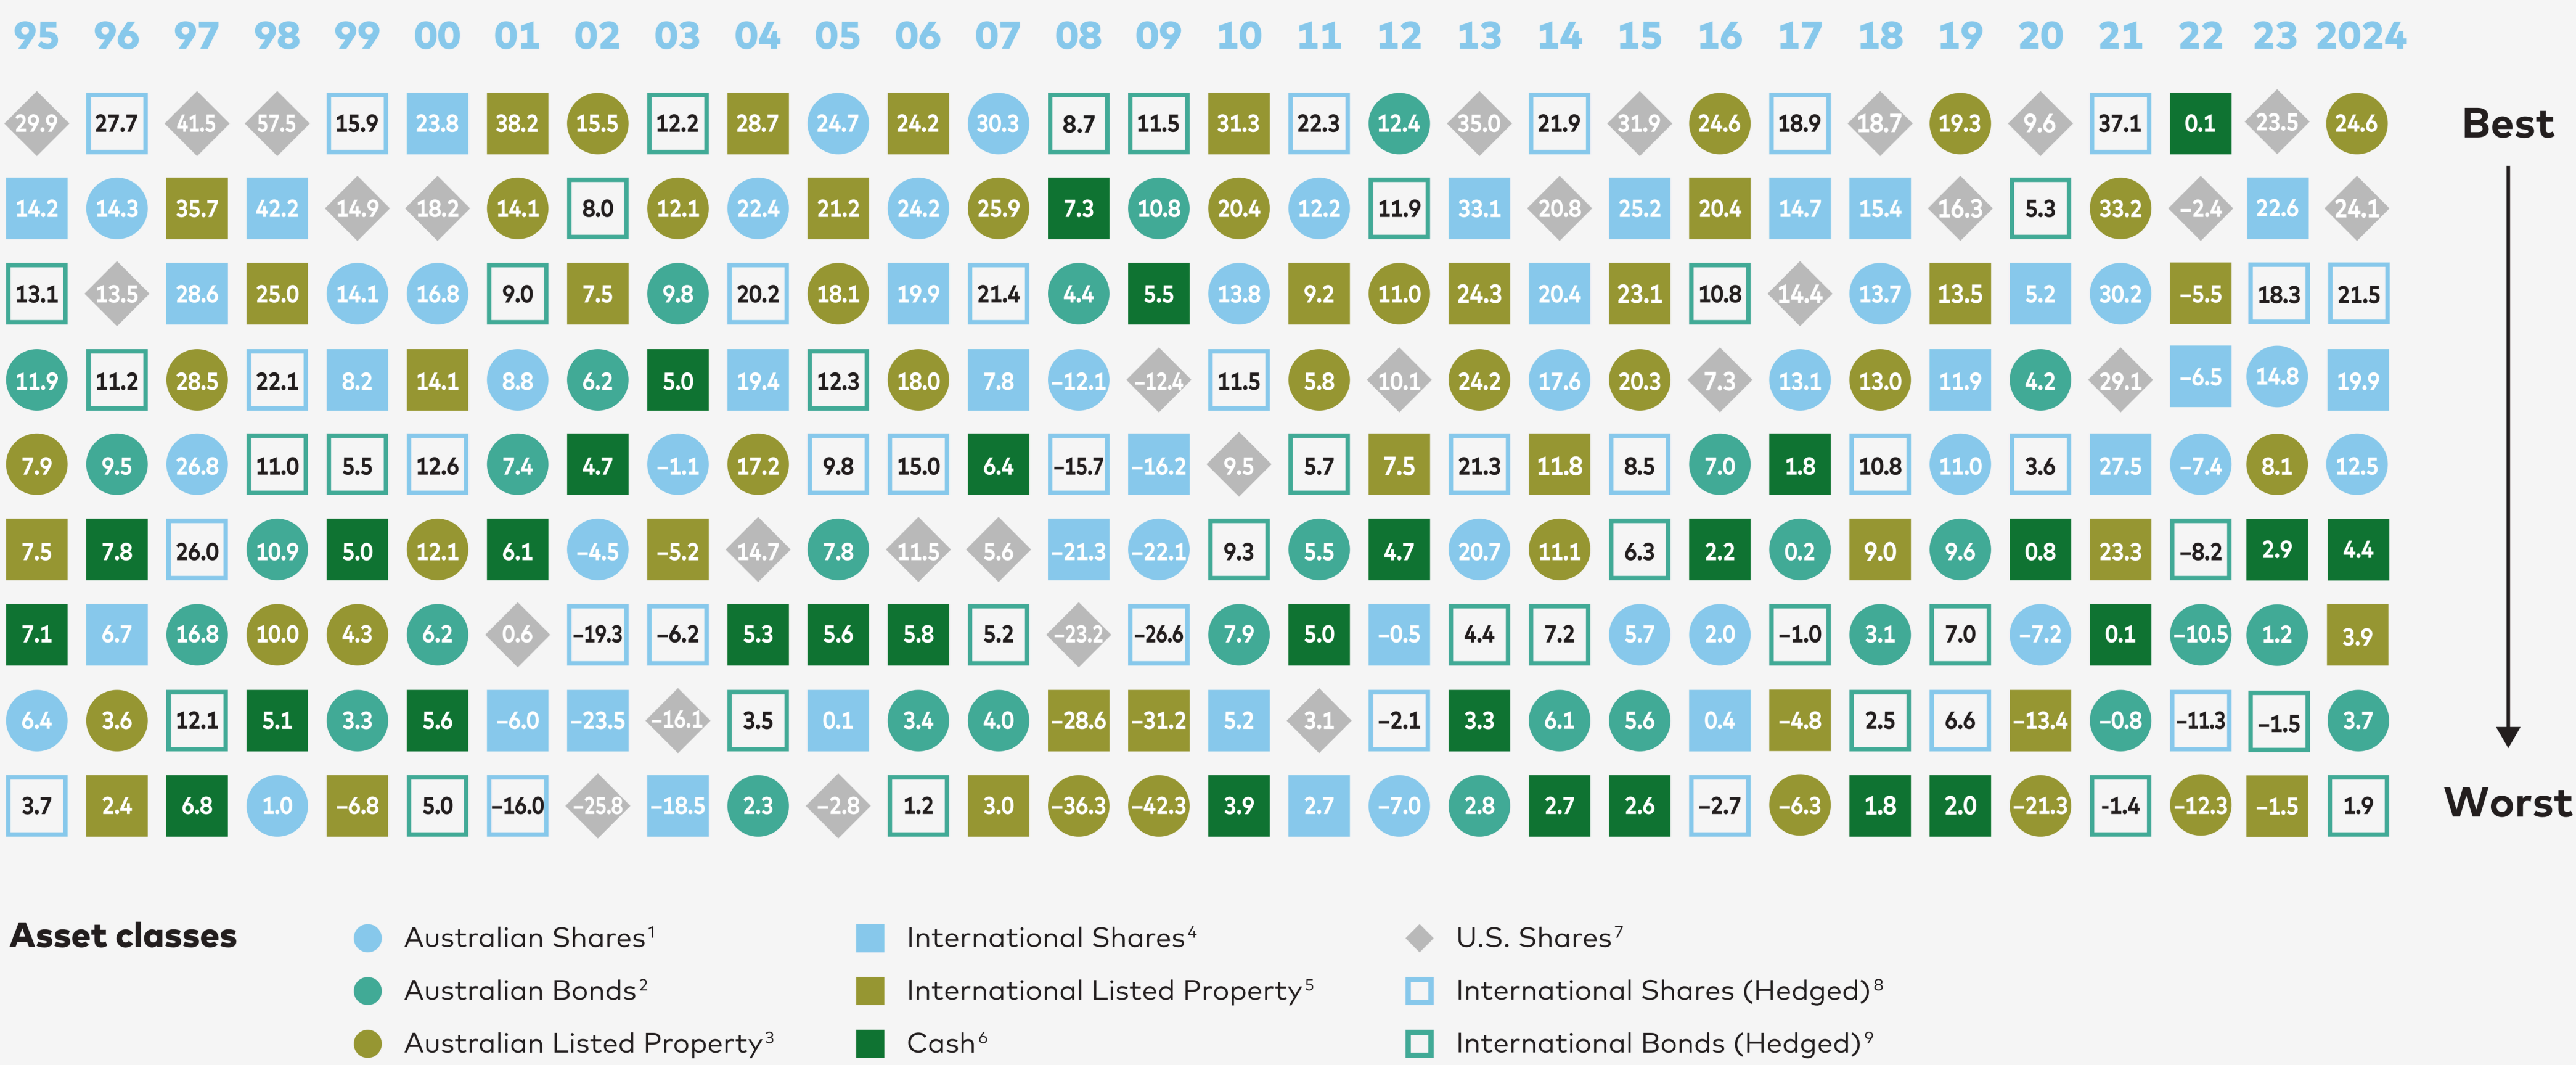 95 96 97 98 99 00 01 02 03 04 05 06 07 08 09 10 11 12 13 14 15 16 17 18 19 20 21 22 23 2024
29.9 27.7 41.5 57.5 15.9 23.8 38.2 15.5 12.2 28.7 24.7 24.2 30.3 8.7 11.5 31.3 22.3 12.4 35.0 21.9 31.9 24.6 18.9 18.7 19.3 9.6 37.1 0.1 23.5 24.6 Best
14.2 14.3 35.7 42.2 14.9 18.2 14.1 8.0 12.1 22.4 21.2 24.2 25.9 7.3 10.8 20.4 12.2 11.9 33.1 20.8 25.2 20.4 14.7 15.4 16.3 5.3 33.2 −2.4 22.6 24.1
13.1 13.5 28.6 25.0 14.1 16.8 9.0 7.5 9.8 20.2 18.1 19.9 21.4 4.4 5.5 13.8 9.2 11.0 24.3 20.4 23.1 10.8 14.4 13.7 13.5 5.2 30.2 −5.5 18.3 21.5
11.9 11.2 28.5 22.1 8.2 14.1 8.8 6.2 5.0 19.4 12.3 18.0 7.8 −12.1 −12.4 11.5 5.8 10.1 24.2 17.6 20.3 7.3 13.1 13.0 11.9 4.2 29.1 −6.5 14.8 19.9
7.9 9.5 26.8 11.0 5.5 12.6 7.4 4.7 −1.1 17.2 9.8 15.0 6.4 −15.7 −16.2 9.5 5.7 7.5 21.3 11.8 8.5 7.0 1.8 10.8 11.0 3.6 27.5 −7.4 8.1 12.5
7.5 7.8 26.0 10.9 5.0 12.1 6.1 −4.5 −5.2 14.7 7.8 11.5 5.6 −21.3 −22.1 9.3 5.5 4.7 20.7 11.1 6.3 2.2 0.2 9.0 9.6 0.8 23.3 −8.2 2.9 4.4
7.1 6.7 16.8 10.0 4.3 6.2 0.6 −19.3 −6.2 5.3 5.6 5.8 5.2 −23.2 −26.6 7.9 5.0 −0.5 4.4 7.2 5.7 2.0 −1.0 3.1 7.0 −7.2 0.1 −10.5 1.2 3.9
6.4 3.6 12.1 5.1 3.3 5.6 −6.0 −23.5 −16.1 3.5 0.1 3.4 4.0 −28.6 −31.2 5.2 3.1 −2.1 3.3 6.1 5.6 0.4 −4.8 2.5 6.6 −13.4 −0.8 −11.3 −1.5 3.7
3.7 2.4 6.8 1.0 −6.8 5.0 −16.0 −25.8 −18.5 2.3 −2.8 1.2 3.0 −36.3 −42.3 3.9 2.7 −7.0 2.8 2.7 2.6 −2.7 −6.3 1.8 2.0 −21.3 -1.4 −12.3 −1.5 1.9 Worst
Asset classes Australian Shares¹ International Shares⁴ U.S. Shares⁷
Australian Bonds² International Listed Property⁵ International Shares (Hedged)⁸
Australian Listed Property³ Cash⁶ International Bonds (Hedged)⁹